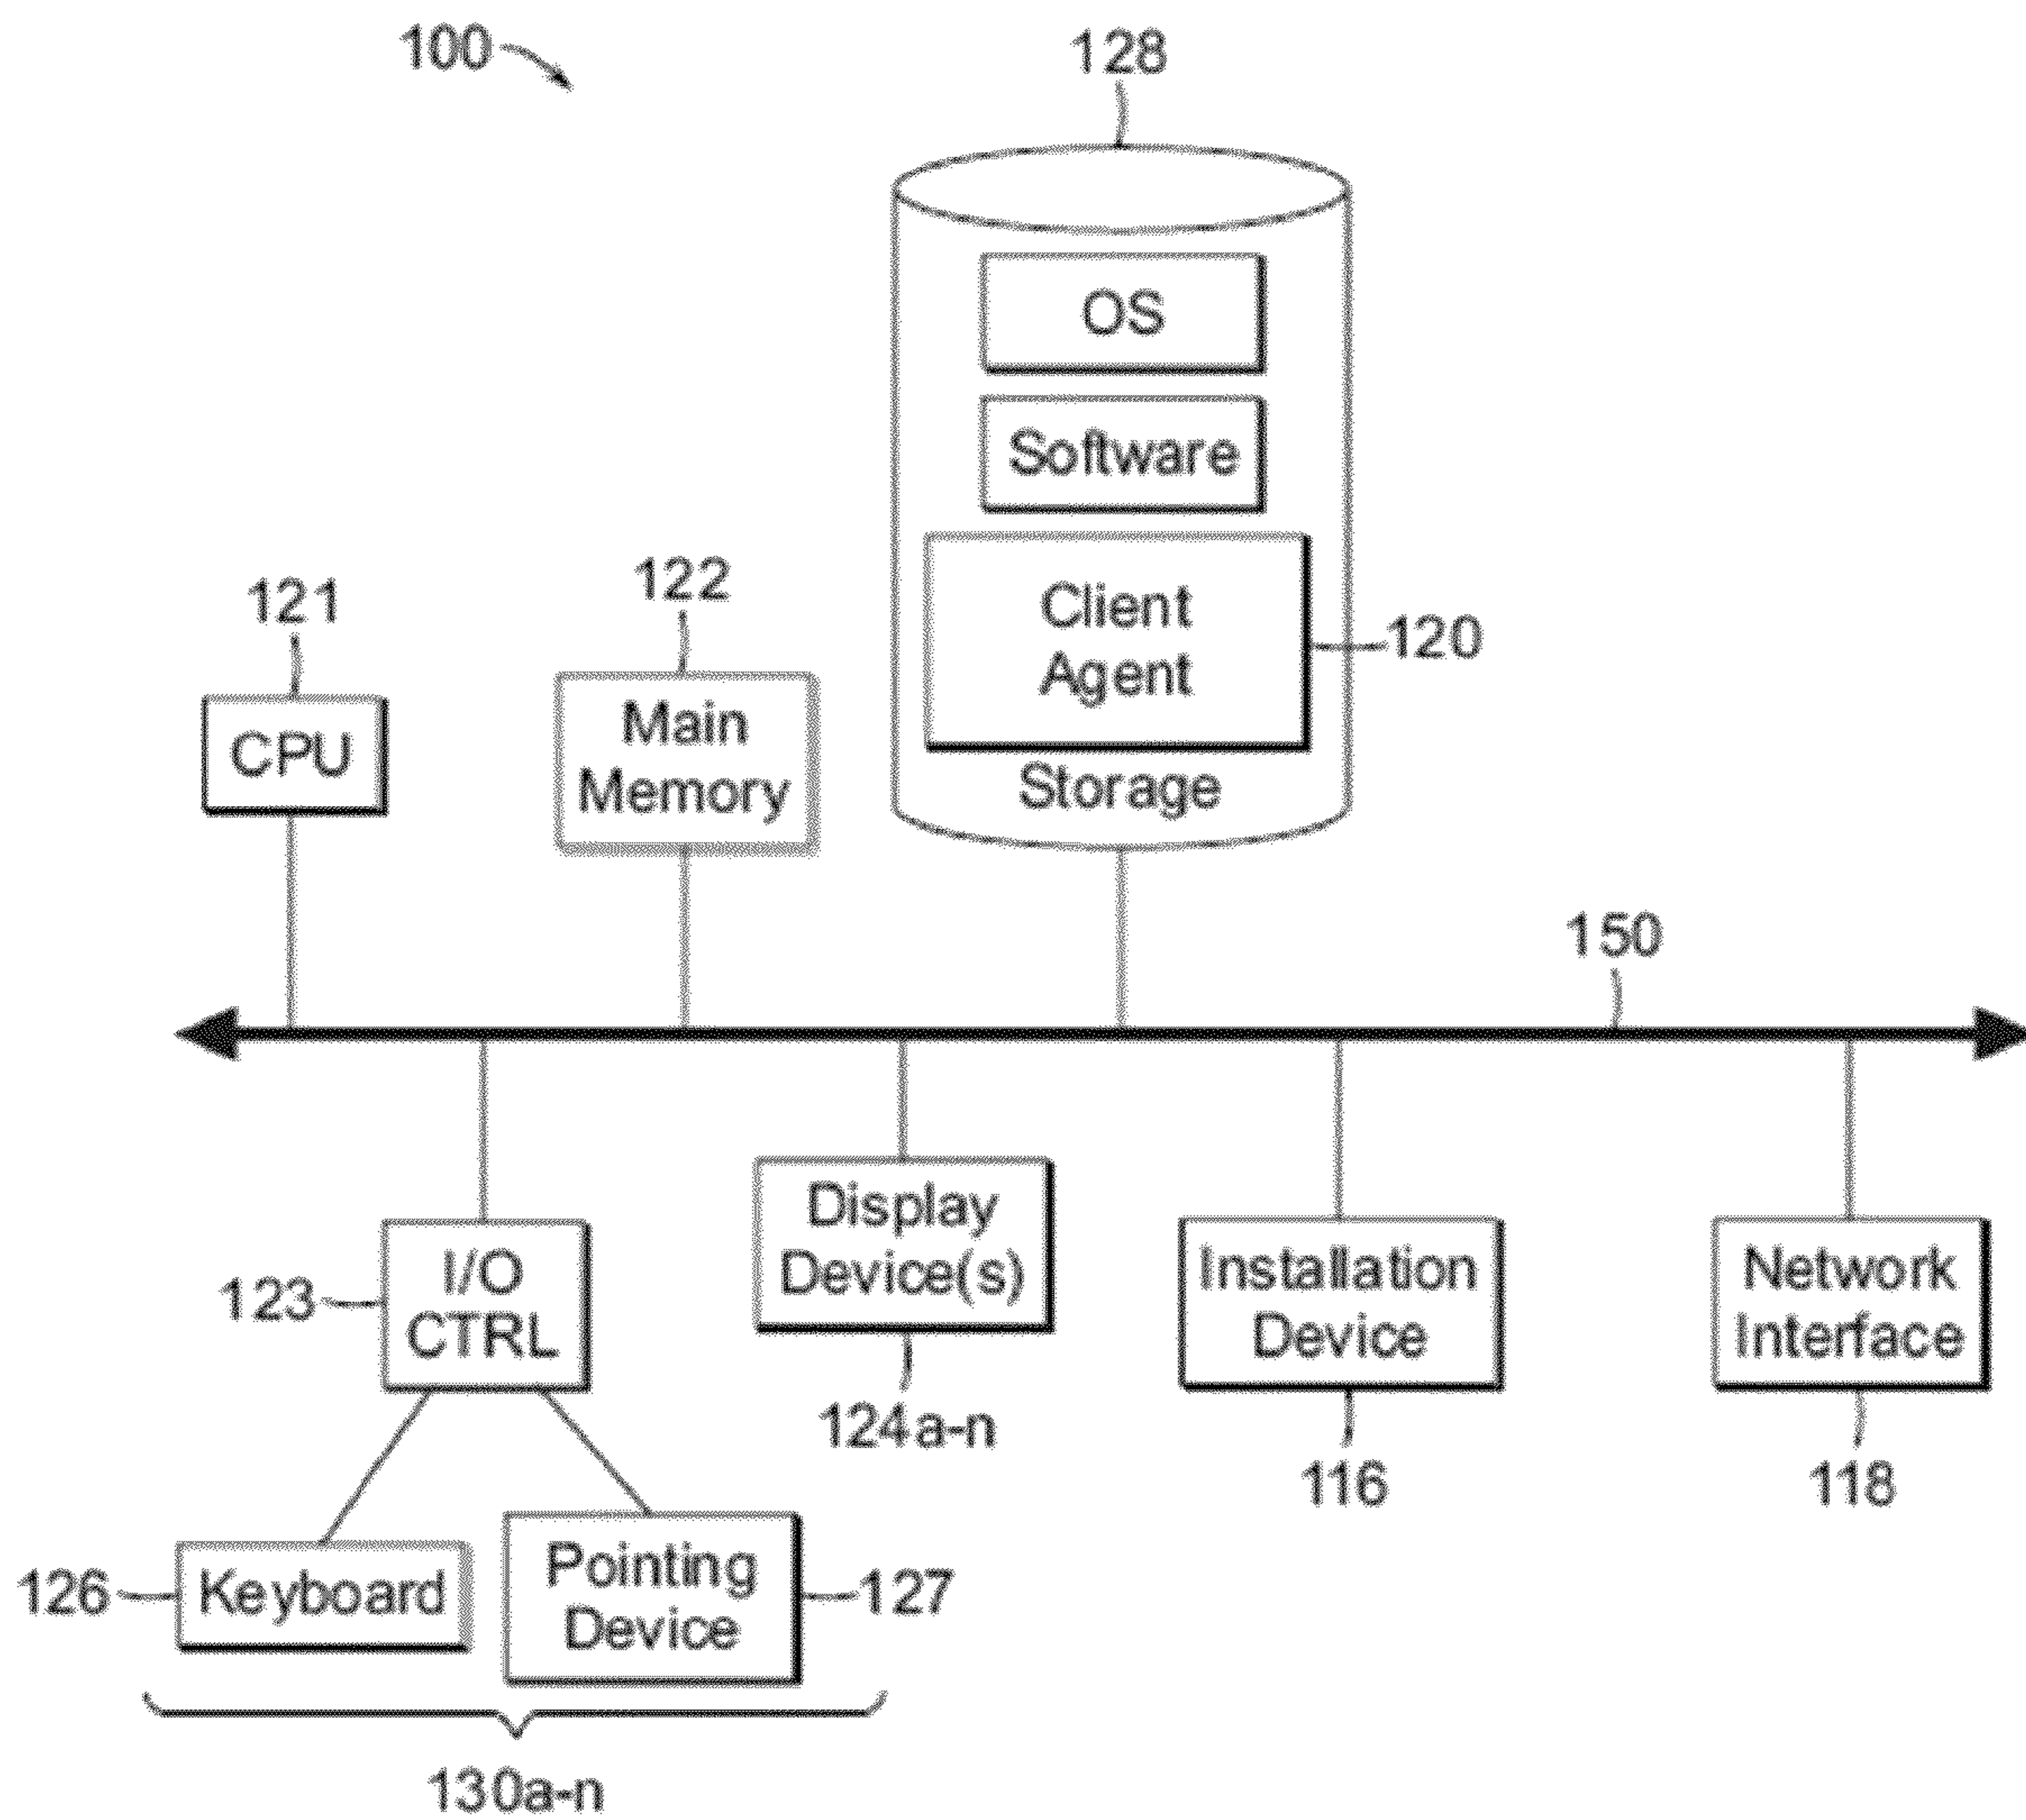 100
128
OS
Software
Client
Agent
120
Storage
121
CPU
122
Main
Memory
150
123
I/O
CTRL
Display
Device(s)
124a-n
Installation
Device
116
Network
Interface
118
126
Keyboard
Pointing
Device
127
130a-n